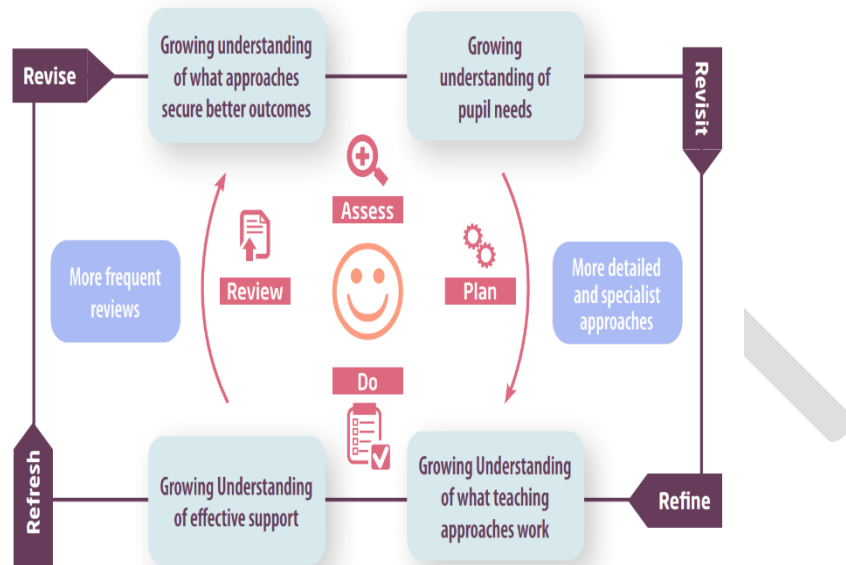 Revise
Growing understanding
of what approaches
secure better outcomes
Growing
understanding of
pupil needs
Revisit
Assess
More frequent
reviews
Review
Plan
More detailed
and specialist
approaches
Do
Refresh
Growing Understanding
of effective support
Growing Understanding
of what teaching
approaches work
Refine